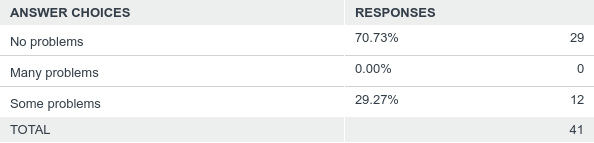 ANSWER CHOICES RESPONSES
No problems 70.73% 29
Many problems 0.00% 0
Some problems 29.27% 12
TOTAL 41